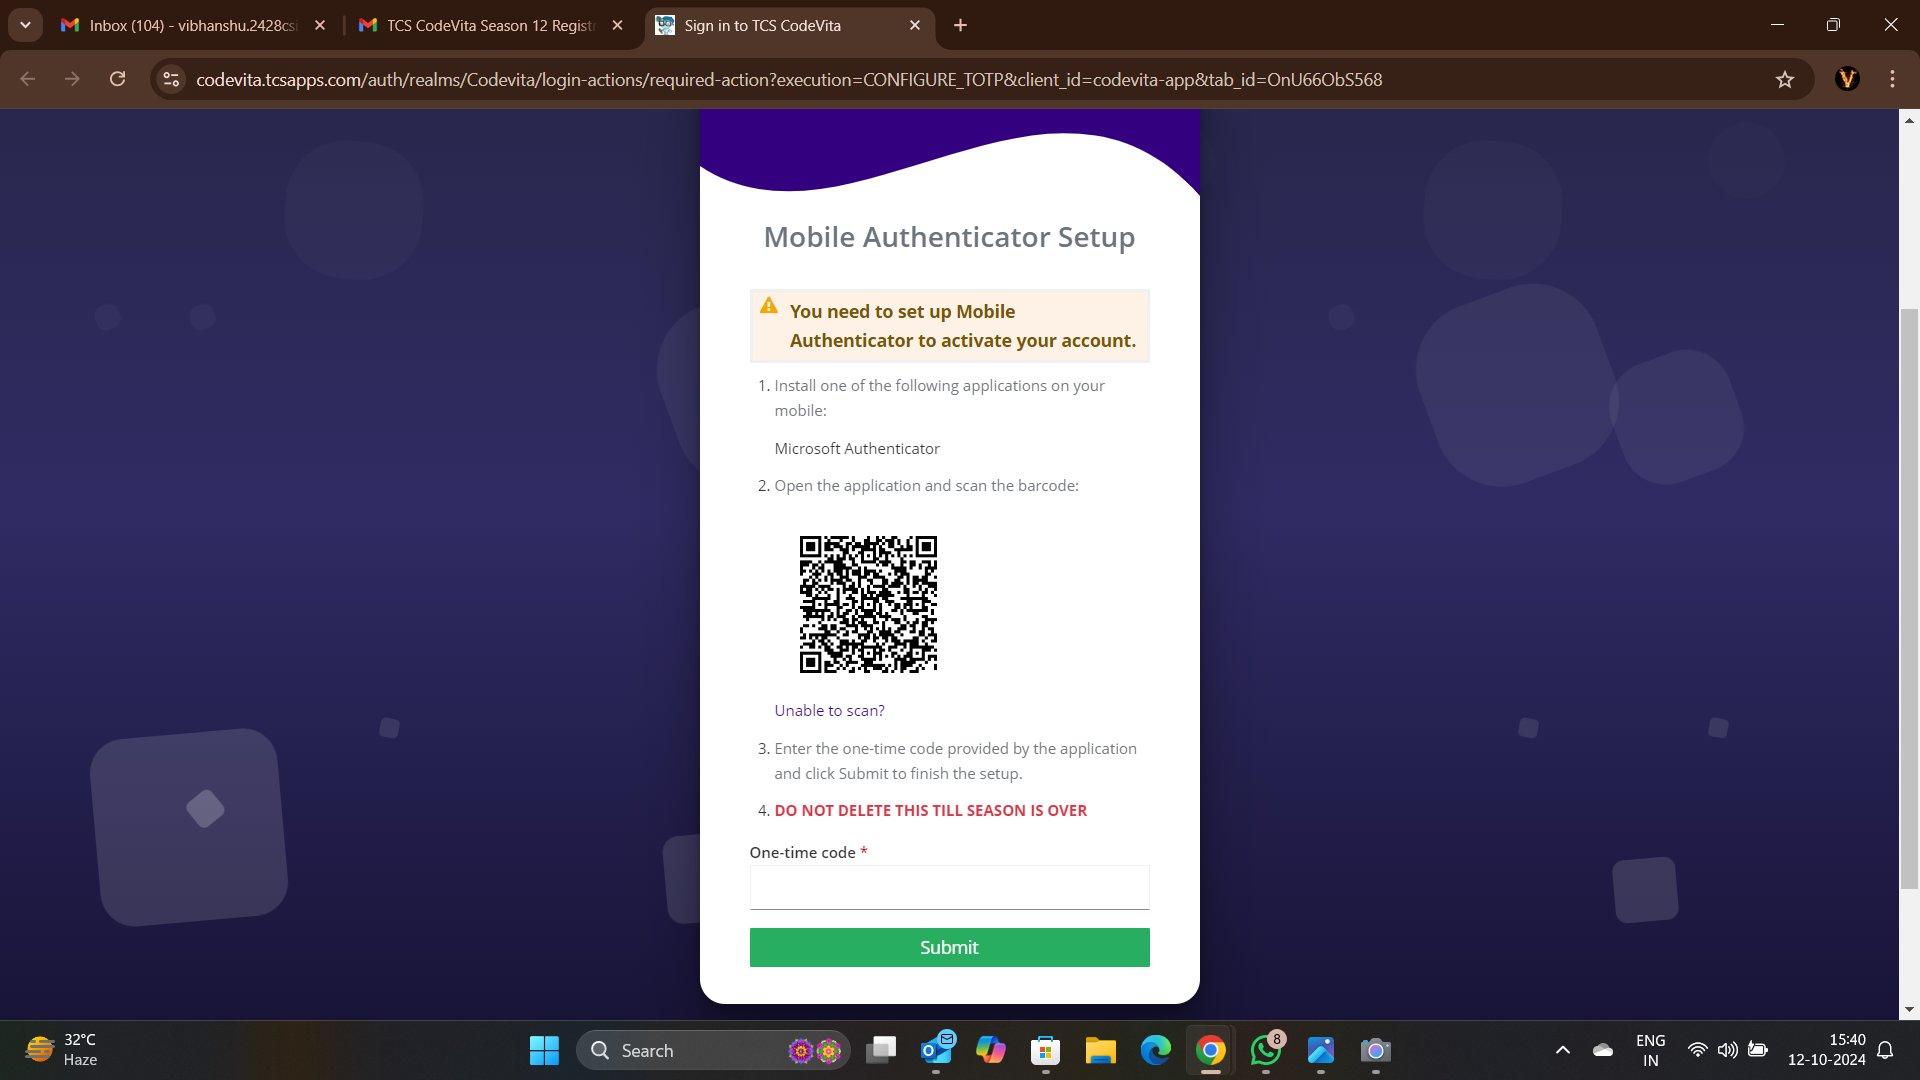 Inbox (104) - vibhanshu.2428csi
TCS CodeVita Season 12 Registr
Sign in to TCS CodeVita
codevita.tcsapps.com/auth/realms/Codevita/login-actions/required-action?execution=CONFIGURE_TOTP&client_id=codevita-app&tab_id=OnU66ObS568
Mobile Authenticator Setup
You need to set up Mobile
Authenticator to activate your account.
1. Install one of the following applications on your
mobile:
Microsoft Authenticator
2. Open the application and scan the barcode:
Unable to scan?
3. Enter the one-time code provided by the application
and click Submit to finish the setup.
4. DO NOT DELETE THIS TILL SEASON IS OVER
One-time code *
Submit
32°C
Haze
Search
8
ENG
IN
15:40
12-10-2024